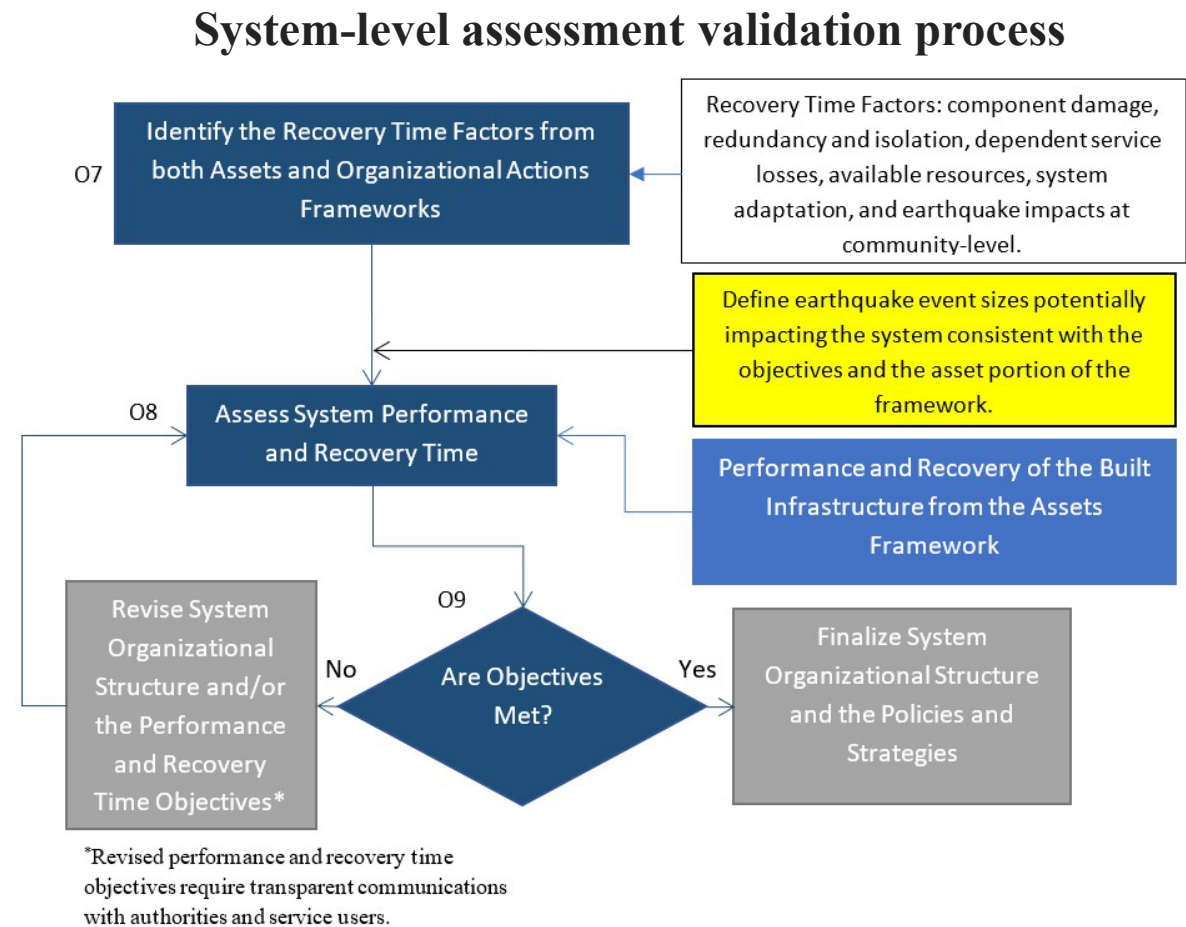 System-level assessment validation process
O7
Identify the Recovery Time Factors from
both Assets and Organizational Actions
Frameworks
Recovery Time Factors: component damage,
redundancy and isolation, dependent service
losses, available resources, system
adaptation, and earthquake impacts at
community-level.
Define earthquake event sizes potentially
impacting the system consistent with the
objectives and the asset portion of the
framework.
O8
Assess System Performance
and Recovery Time
Performance and Recovery of the Built
Infrastructure from the Assets
Framework
O9
Are Objectives
Met?
No
Yes
Revise System
Organizational
Structure and/or
the Performance
and Recovery
Time Objectives*
Finalize System
Organizational Structure
and the Policies and
Strategies
*Revised performance and recovery time
objectives require transparent communications
with authorities and service users.